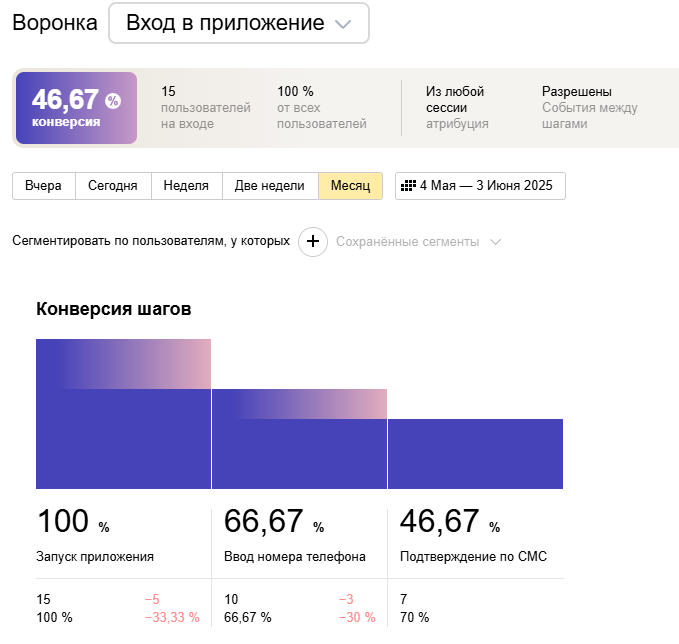 Воронка Вход в приложение
46,67 %
конверсия
15
пользователей
на входе
100 %
от всех
пользователей
Из любой
сессии
атрибуция
Разрешены
События между
шагами
Вчера Сегодня Неделя Две недели Месяц 4 Мая — 3 Июня 2025
Сегментировать по пользователям, у которых + Сохранённые сегменты
Конверсия шагов
100 % 66,67 % 46,67 %
Запуск приложения Ввод номера телефона Подтверждение по СМС
15 −5 10 −3 7
100 % −33,33 % 66,67 % −30 % 70 %